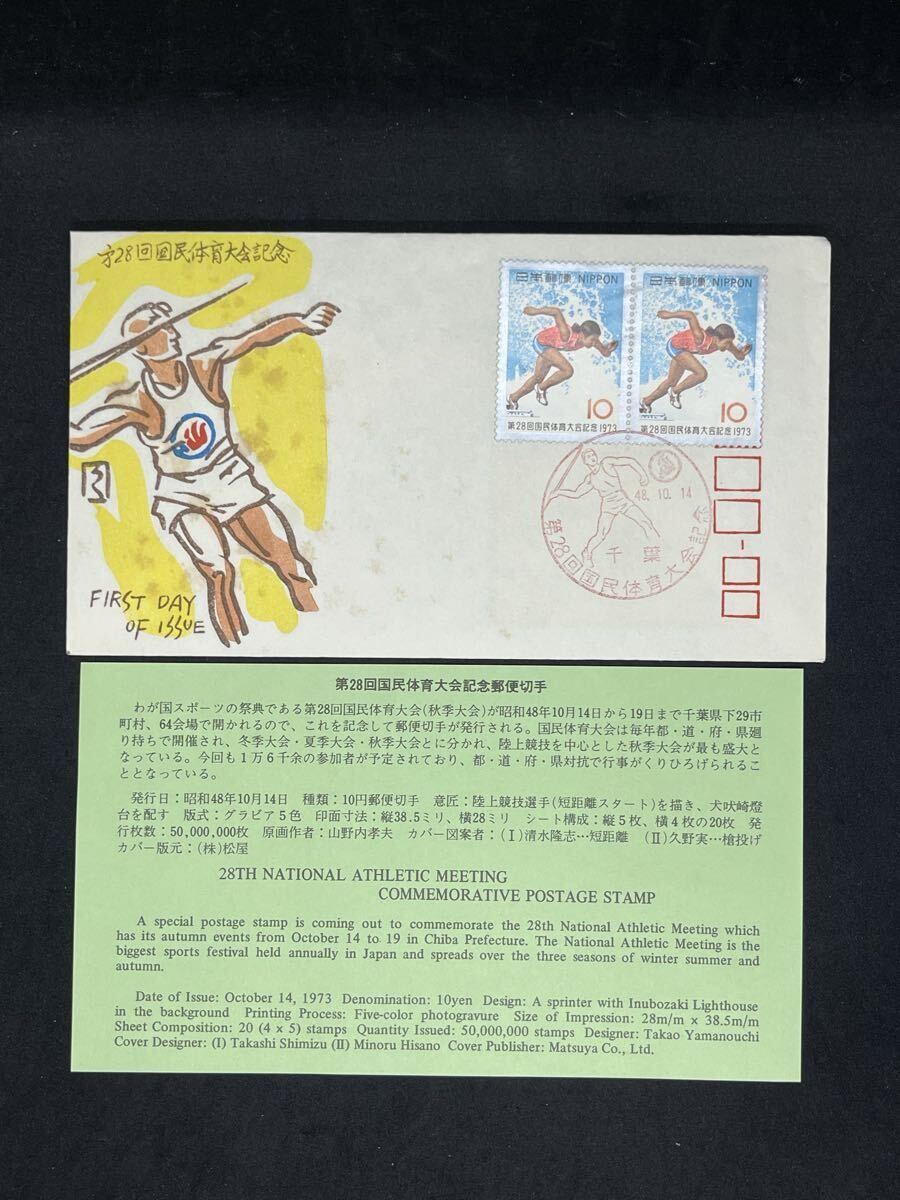 第28回国民体育大会記念
FIRST DAY
OF ISSUE
日本郵便 NIPPON
10
第28回国民体育大会記念1973
日本郵便 NIPPON
10
第28回国民体育大会記念1973
48.10.14
千葉
第28回国民体育大会記念
第28回国民体育大会記念郵便切手
わが国スポーツの祭典である第28回国民体育大会(秋季大会)が昭和48年10月14日から19日まで千葉県下29市
町村、64会場で開かれるので、これを記念して郵便切手が発行される。国民体育大会は毎年都・道・府・県廻
り持ちで開催され、冬季大会・夏季大会・秋季大会とに分かれ、陸上競技を中心とした秋季大会が最も盛大と
なっている。今回も1万6千余の参加者が予定されており、都・道・府・県対抗で行事がくりひろげられるこ
ととなっている。
発行日:昭和48年10月14日 種類:10円郵便切手 意匠:陸上競技選手(短距離スタート)を描き、犬吠崎燈
台を配す 版式:グラビア5色 印面寸法:縦38.5ミリ、横28ミリ シート構成:縦5枚、横4枚の20枚 発
行枚数:50,000,000枚 原画作者:山野内孝夫 カバー図案者:(I)清水隆志…短距離 (II)久野実…槍投げ
カバー版元:(株)松屋
28TH NATIONAL ATHLETIC MEETING
COMMEMORATIVE POSTAGE STAMP
A special postage stamp is coming out to commemorate the 28th National Athletic Meeting which
has its autumn events from October 14 to 19 in Chiba Prefecture. The National Athletic Meeting is the
biggest sports festival held annually in Japan and spreads over the three seasons of winter summer and
autumn.
Date of Issue: October 14, 1973 Denomination: 10yen Design: A sprinter with Inubozaki Lighthouse
in the background Printing Process: Five-color photogravure Size of Impression: 28m/m × 38.5m/m
Sheet Composition: 20 (4 × 5) stamps Quantity Issued: 50,000,000 stamps Designer: Takao Yamanouchi
Cover Designer: (I) Takashi Shimizu (II) Minoru Hisano Cover Publisher: Matsuya Co., Ltd.